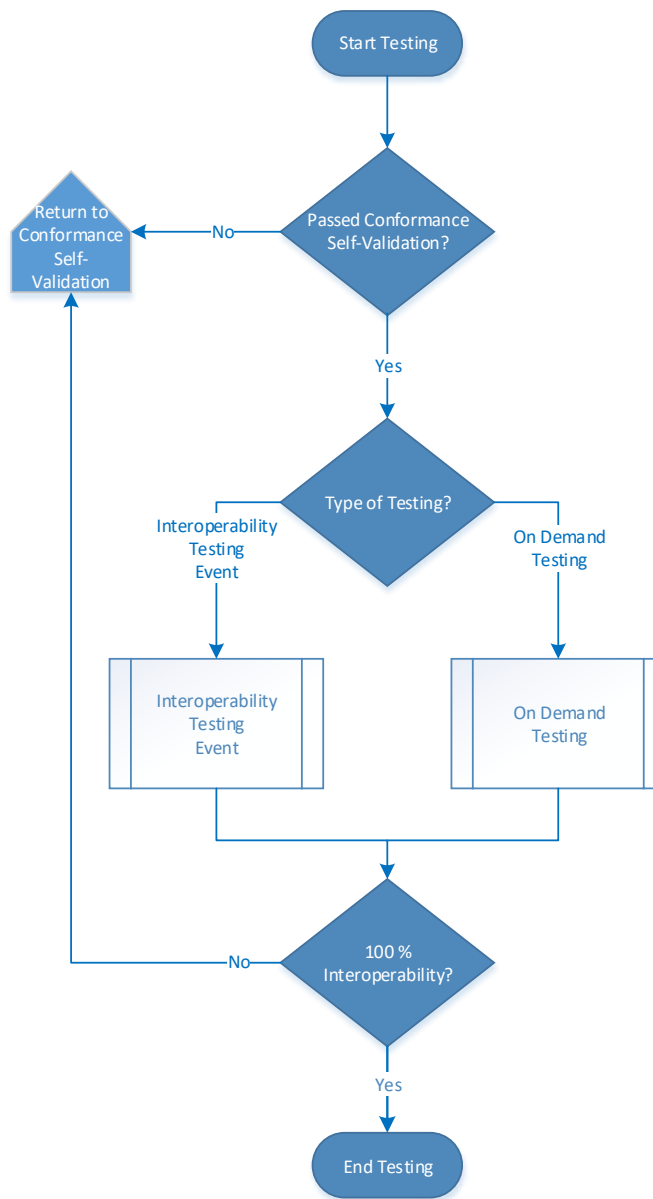 Start Testing
Passed Conformance
Self-Validation?
No
Return to
Conformance
Self-
Validation
Yes
Type of Testing?
Interoperability
Testing
Event
On Demand
Testing
Interoperability
Testing
Event
On Demand
Testing
100 %
Interoperability?
No
Yes
End Testing